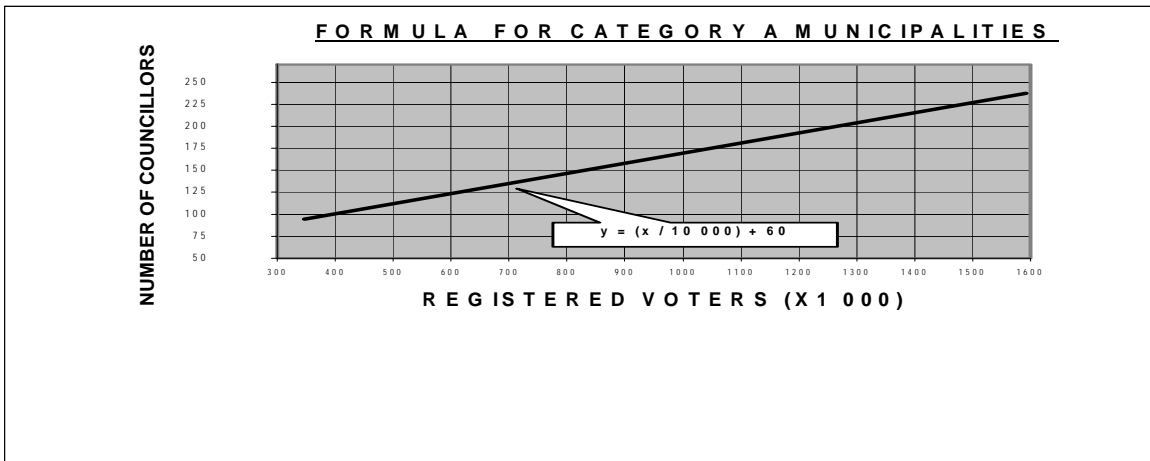 FORMULA FOR CATEGORY A MUNICIPALITIES
NUMBER OF COUNCILLORS
250
225
200
175
150
125
100
75
50
y = (x / 10 000) + 60
300 400 500 600 700 800 900 1000 1100 1200 1300 1400 1500 1600
REGISTERED VOTERS (X1 000)